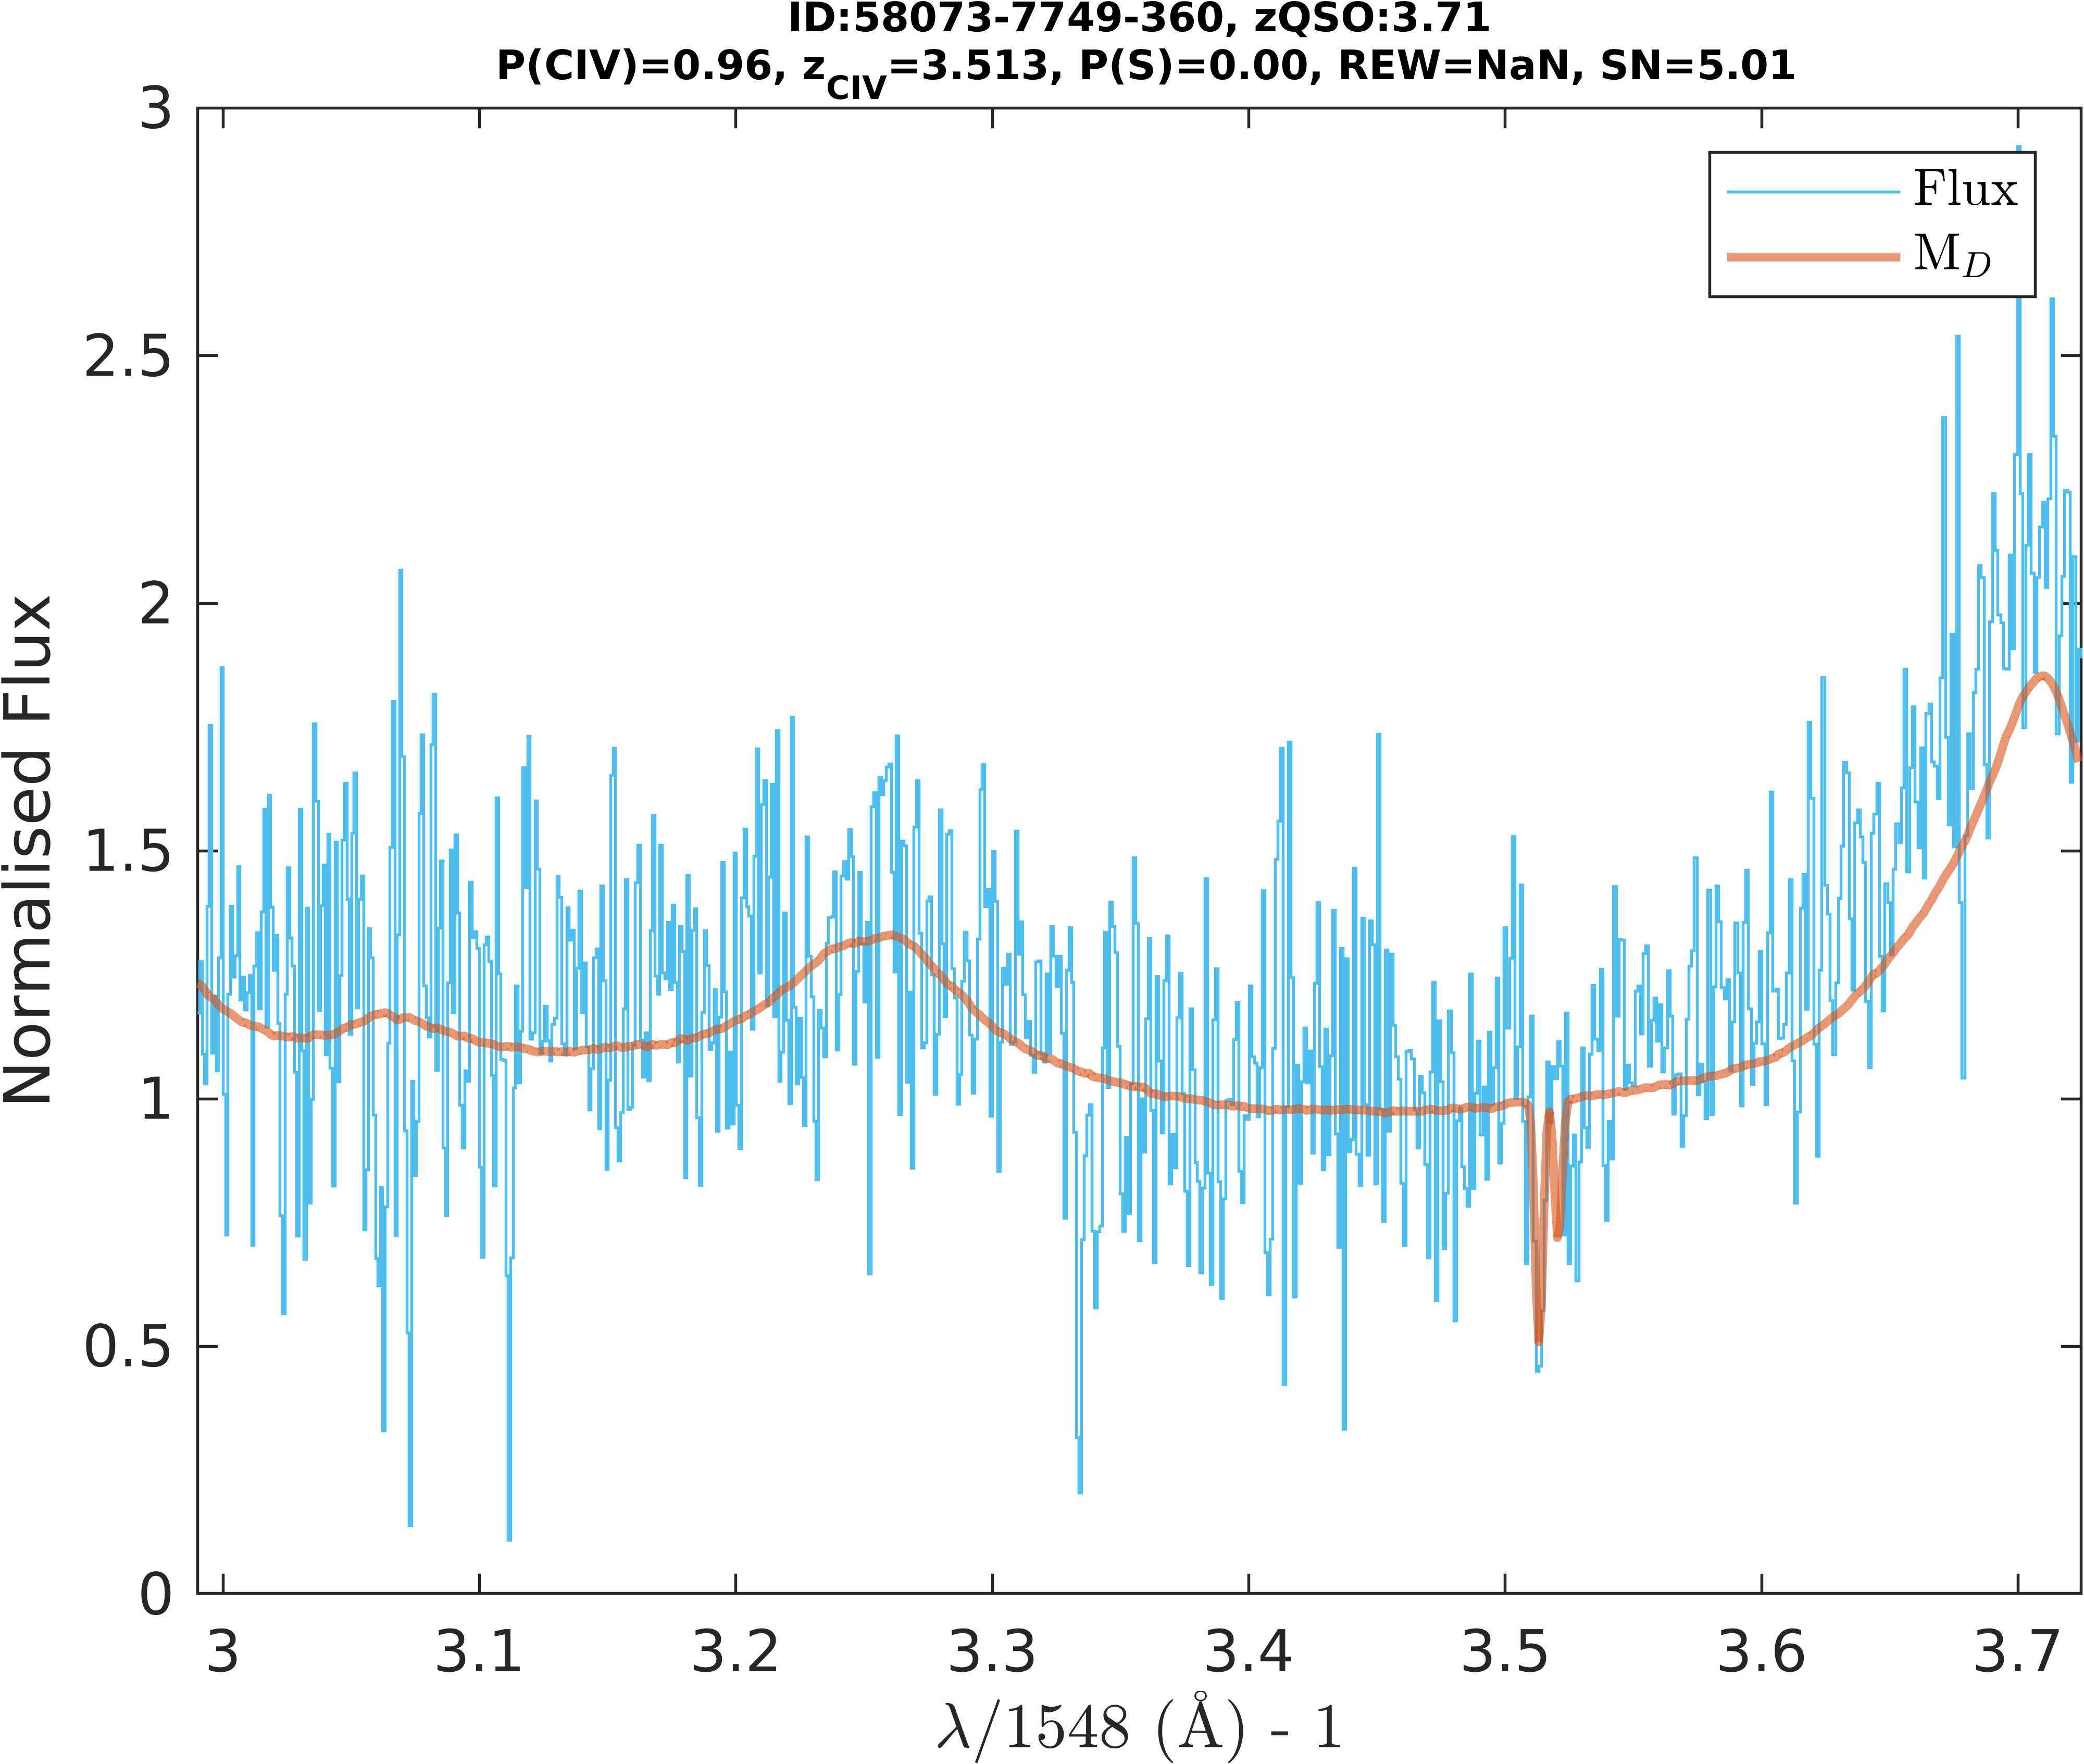 ID:58073-7749-360, zQSO:3.71
P(CIV)=0.96, zCIV=3.513, P(S)=0.00, REW=NaN, SN=5.01
3
2.5
2
1.5
1
0.5
0
Normalised Flux
Flux
MD
3 3.1 3.2 3.3 3.4 3.5 3.6 3.7
λ/1548 (Å) - 1